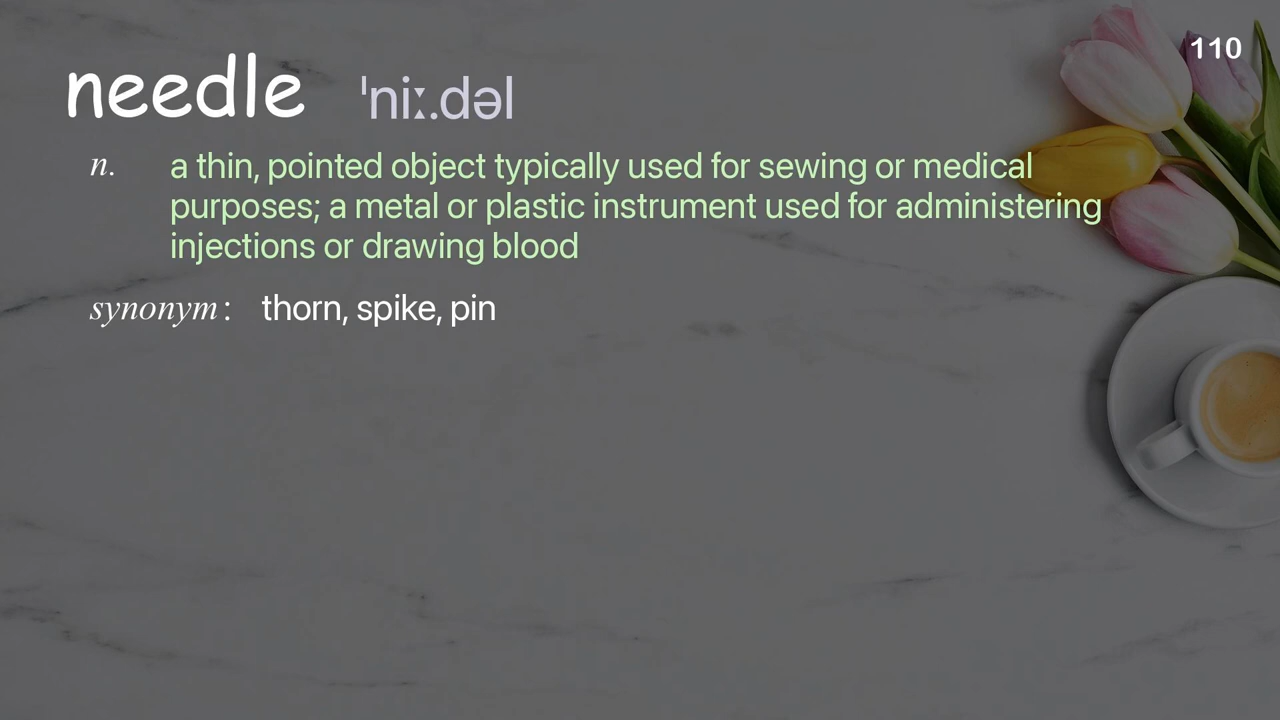 110
needle ˈniː.dəl
n. a thin, pointed object typically used for sewing or medical
purposes; a metal or plastic instrument used for administering
injections or drawing blood
synonym: thorn, spike, pin